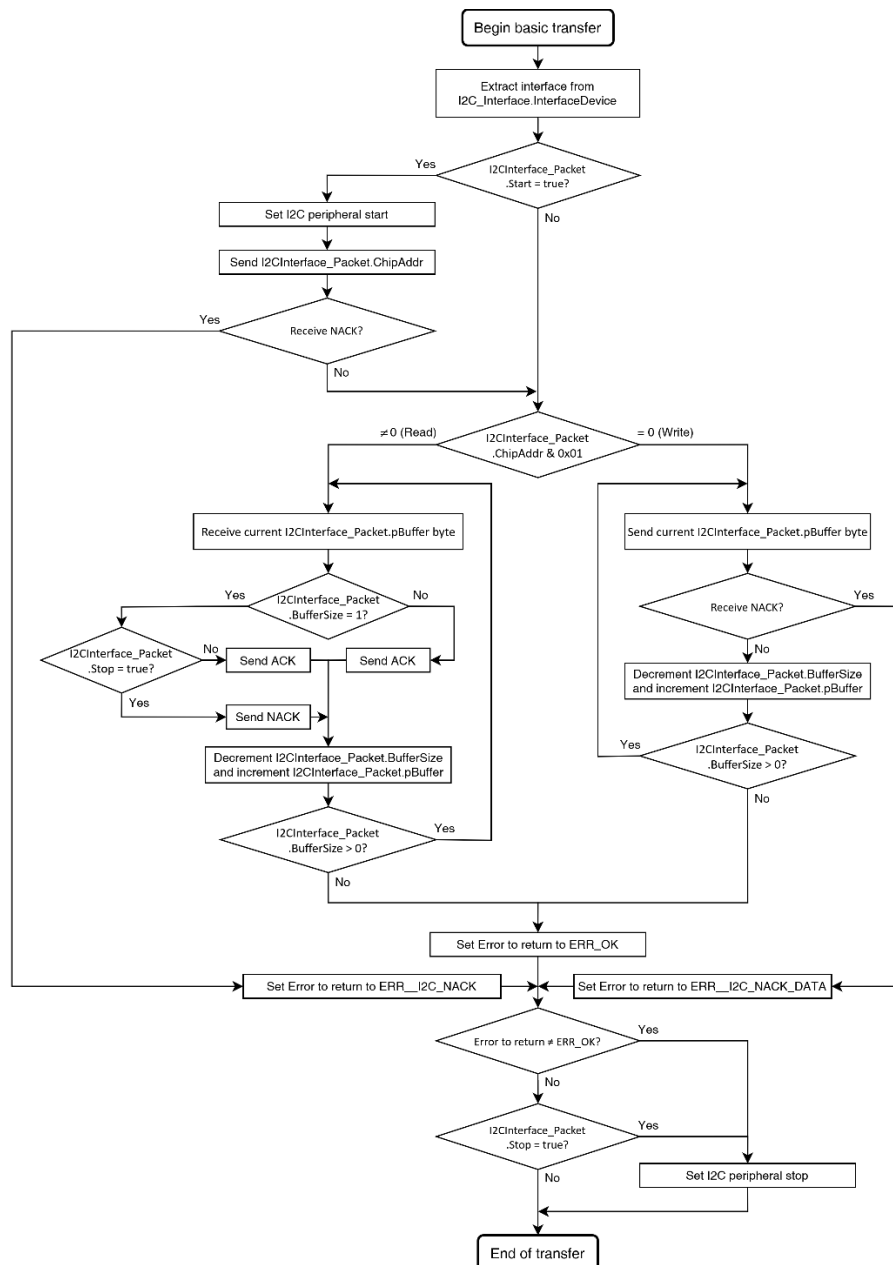 Begin basic transfer
Extract interface from
I2C_Interface.InterfaceDevice
I2CInterface_Packet
.Start = true?
Yes
No
Set I2C peripheral start
Send I2CInterface_Packet.ChipAddr
Receive NACK?
Yes
No
I2CInterface_Packet
.ChipAddr & 0x01
≠0 (Read)
= 0 (Write)
Receive current I2CInterface_Packet.pBuffer byte
I2CInterface_Packet
.BufferSize = 1?
Yes
No
I2CInterface_Packet
.Stop = true?
No
Send ACK
Send ACK
Yes
Send NACK
Decrement I2CInterface_Packet.BufferSize
and increment I2CInterface_Packet.pBuffer
I2CInterface_Packet
.BufferSize > 0?
Yes
No
Send current I2CInterface_Packet.pBuffer byte
Receive NACK?
Yes
No
Decrement I2CInterface_Packet.BufferSize
and increment I2CInterface_Packet.pBuffer
I2CInterface_Packet
.BufferSize > 0?
Yes
No
Set Error to return to ERR_OK
Set Error to return to ERR__I2C_NACK
Set Error to return to ERR__I2C_NACK_DATA
Error to return ≠ ERR_OK?
Yes
No
I2CInterface_Packet
.Stop = true?
Yes
No
Set I2C peripheral stop
End of transfer